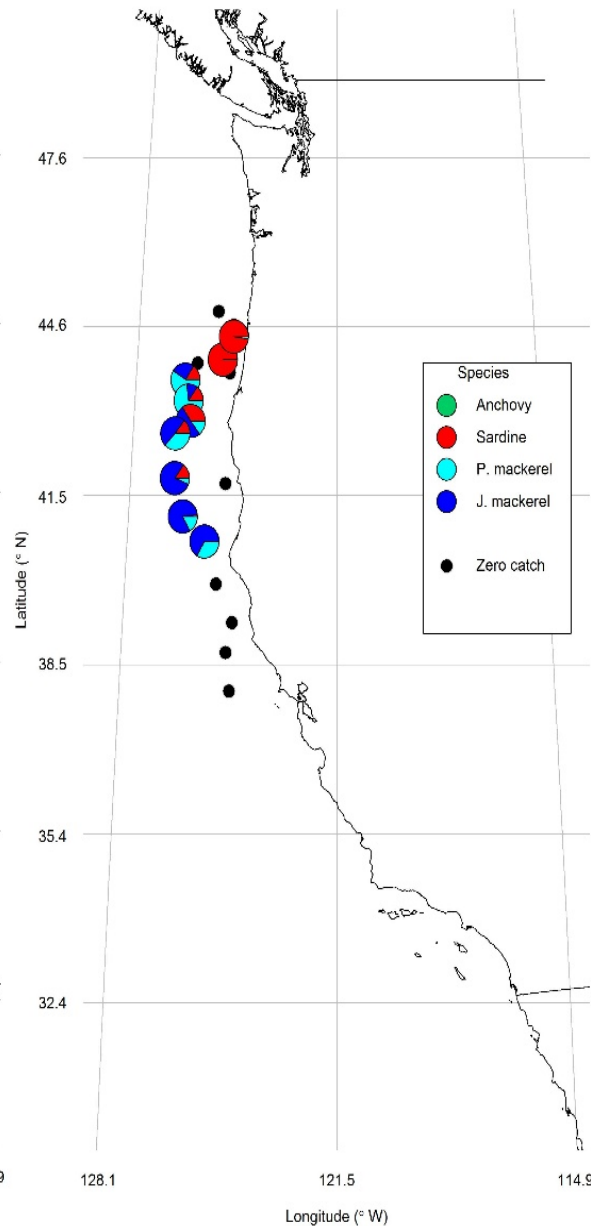 47.6
44.6
Species
Anchovy
Sardine
P. mackerel
J. mackerel
Zero catch
41.5
Latitude (° N)
38.5
35.4
32.4
9
128.1
121.5
114.9
Longitude (° W)